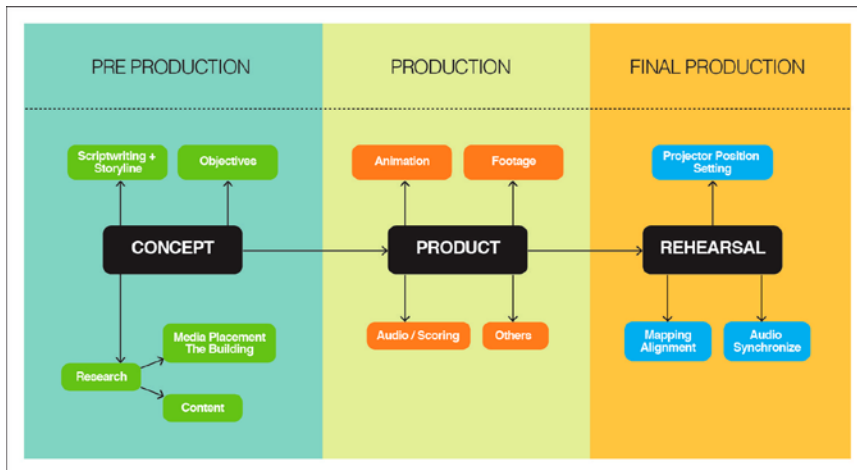 PRE PRODUCTION
PRODUCTION
FINAL PRODUCTION
Scriptwriting +
Storyline
Objectives
Animation
Footage
Projector Position
Setting
CONCEPT
PRODUCT
REHEARSAL
Media Placement
The Building
Research
Content
Audio / Scoring
Others
Mapping
Alignment
Audio
Synchronize